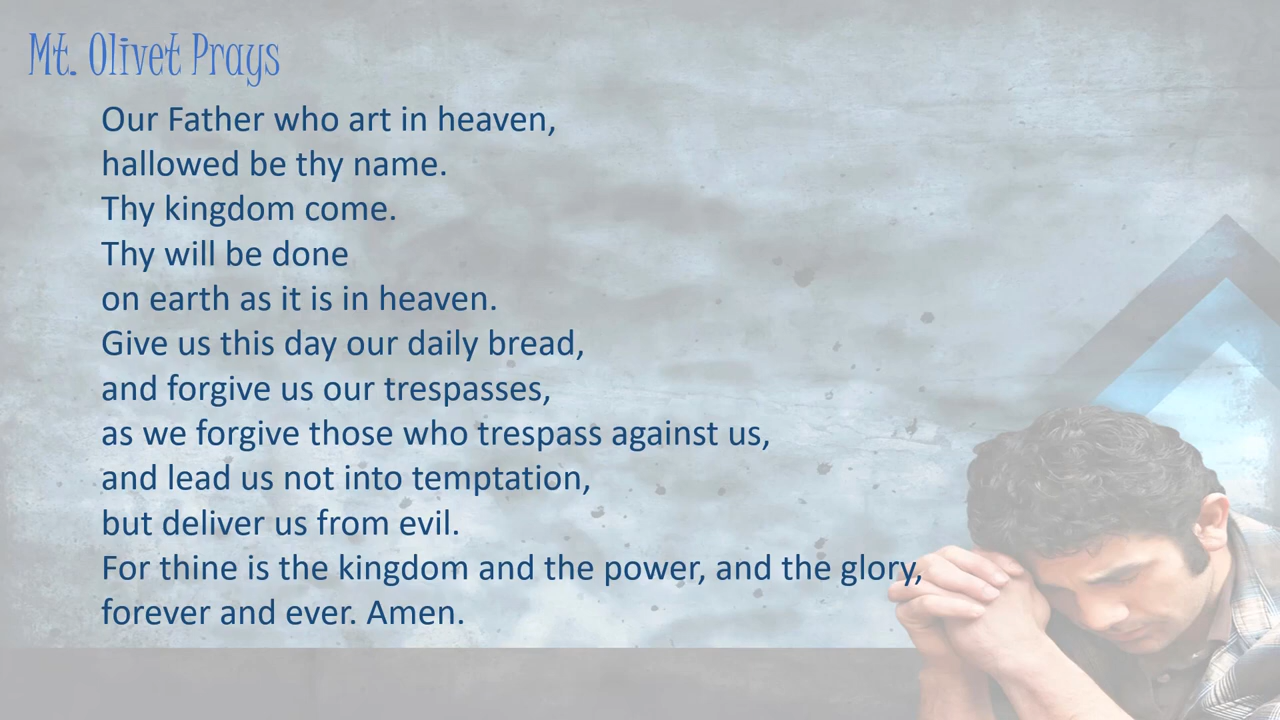 Mt. Olivet Prays
Our Father who art in heaven,
hallowed be thy name.
Thy kingdom come.
Thy will be done
on earth as it is in heaven.
Give us this day our daily bread,
and forgive us our trespasses,
as we forgive those who trespass against us,
and lead us not into temptation,
but deliver us from evil.
For thine is the kingdom and the power, and the glory,
forever and ever. Amen.